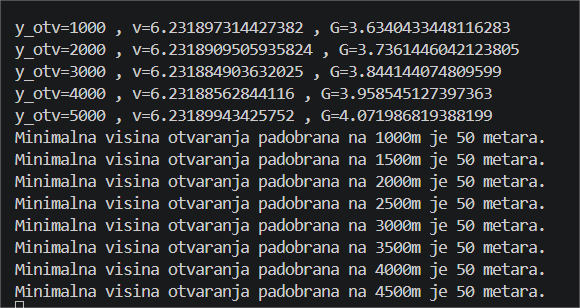 y_otv=1000 , v=6.231897314427382 , G=3.6340433448116283
y_otv=2000 , v=6.2318909505935824 , G=3.7361446042123805
y_otv=3000 , v=6.231884903632025 , G=3.844144074809599
y_otv=4000 , v=6.23188562844116 , G=3.958545127397363
y_otv=5000 , v=6.23189943425752 , G=4.071986819388199
Minimalna visina otvaranja padobrana na 1000m je 50 metara.
Minimalna visina otvaranja padobrana na 1500m je 50 metara.
Minimalna visina otvaranja padobrana na 2000m je 50 metara.
Minimalna visina otvaranja padobrana na 2500m je 50 metara.
Minimalna visina otvaranja padobrana na 3000m je 50 metara.
Minimalna visina otvaranja padobrana na 3500m je 50 metara.
Minimalna visina otvaranja padobrana na 4000m je 50 metara.
Minimalna visina otvaranja padobrana na 4500m je 50 metara.